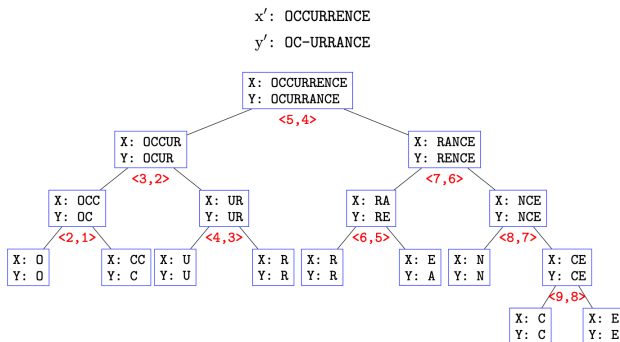 x′: OCCURRENCE
y′: OC-URRANCE
X: OCCURRENCE
Y: OCURRANCE
<5,4>
X: OCCUR
Y: OCUR
X: RANCE
Y: RENCE
<3,2>
<7,6>
X: OCC
Y: OC
X: UR
Y: UR
X: RA
Y: RE
X: NCE
Y: NCE
<2,1>
<4,3>
<6,5>
<8,7>
X: O
Y: O
X: CC
Y: C
X: U
Y: U
X: R
Y: R
X: R
Y: R
X: E
Y: A
X: N
Y: N
X: CE
Y: CE
<9,8>
X: C
Y: C
X: E
Y: E